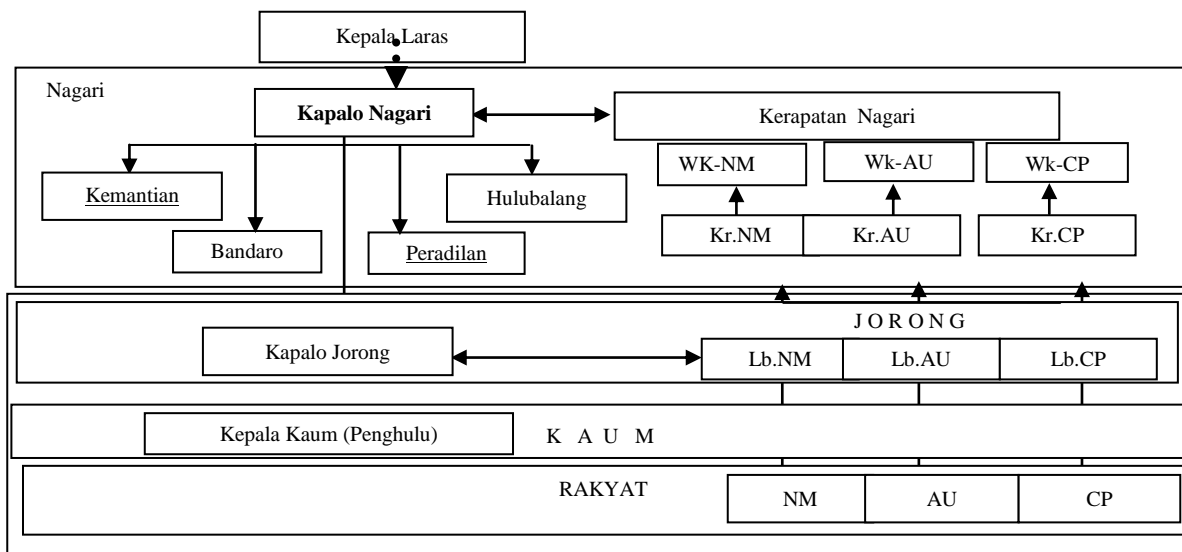 Kepala Laras
Nagari
Kapalo Nagari
Kerapatan Nagari
WK-NM
Wk-AU
Wk-CP
Kemantian
Hulubalang
Bandaro
Peradilan
Kr.NM
Kr.AU
Kr.CP
J O R O N G
Kapalo Jorong
Lb.NM
Lb.AU
Lb.CP
Kepala Kaum (Penghulu)
K A U M
RAKYAT
NM
AU
CP